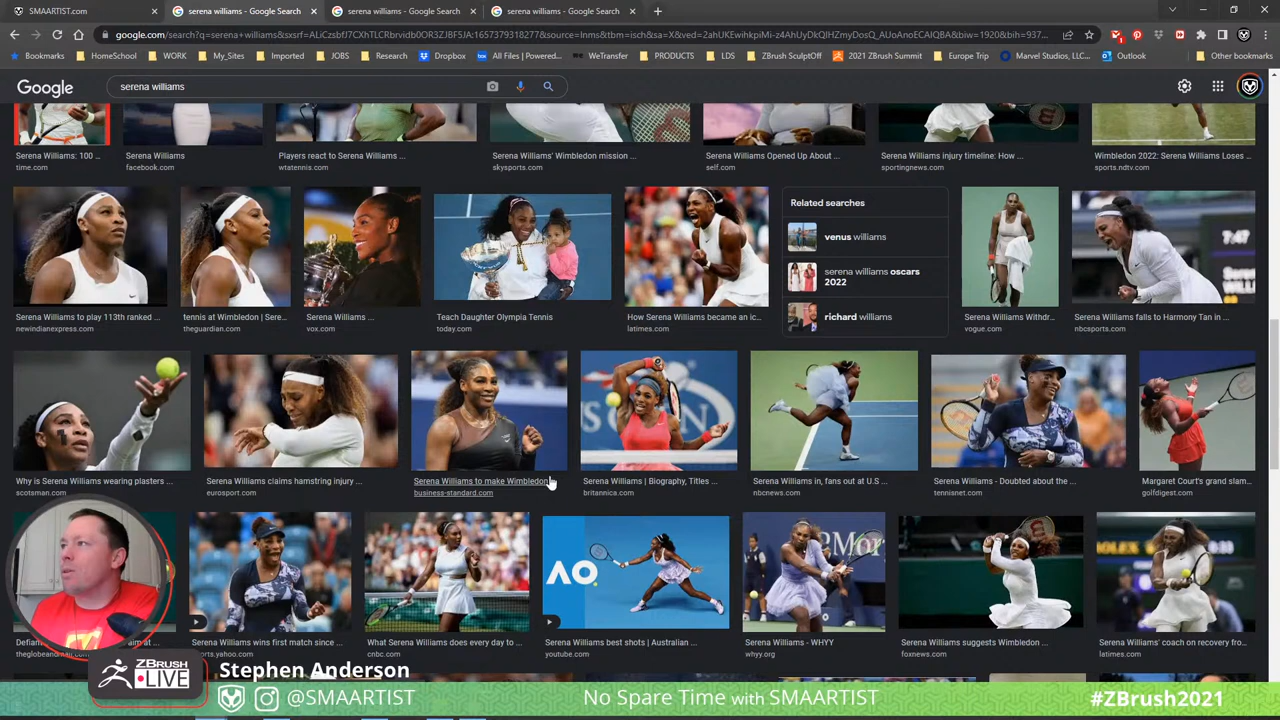 SMAARTIST.com
serena williams - Google Search
serena williams - Google Search
serena williams - Google Search
Bookmarks
HomeSchool
WORK
My_Sites
Imported
JOBS
Research
Dropbox
All Files | Powered...
WeTransfer
PRODUCTS
LDS
ZBrush SculptOff
2021 ZBrush Summit
Europe Trip
Marvel Studios, LLC...
Outlook
Other bookmarks
Google
serena williams
Serena Williams: 100 ...
time.com
Serena Williams
facebook.com
Players react to Serena Williams ...
wtatennis.com
Serena Williams' Wimbledon mission ...
skysports.com
Serena Williams Opened Up About ...
self.com
Serena Williams injury timeline: How ...
sportingnews.com
Wimbledon 2022: Serena Williams Loses ...
sports.ndtv.com
Related searches
venus williams
serena williams oscars
2022
richard williams
7:47
Serena Williams to play 113th ranked ...
newindianexpress.com
tennis at Wimbledon | Sere...
theguardian.com
Serena Williams ...
vox.com
Teach Daughter Olympia Tennis
today.com
How Serena Williams became an ic...
latimes.com
Serena Williams Withdr...
vogue.com
Serena Williams falls to Harmony Tan in ...
nbcsports.com
Why is Serena Williams wearing plasters ...
scotsman.com
Serena Williams claims hamstring injury ...
eurosport.com
Serena Williams to make Wimbledon
business-standard.com
Serena Williams | Biography, Titles ...
britannica.com
Serena Williams in, fans out at U.S ...
nbcnews.com
Serena Williams - Doubted about the ...
tennisnet.com
Margaret Court's grand slam...
golfdigest.com
AO
Serena Williams wins first match since ...
sports.yahoo.com
What Serena Williams does every day to ...
cnbc.com
Serena Williams best shots | Australian ...
youtube.com
Serena Williams - WHYY
whyy.org
Serena Williams suggests Wimbledon ...
foxnews.com
Serena Williams' coach on recovery fro...
latimes.com
ZBRUSH
LIVE
Stephen Anderson
@SMAARTIST
No Spare Time with SMAARTIST
#ZBrush2021